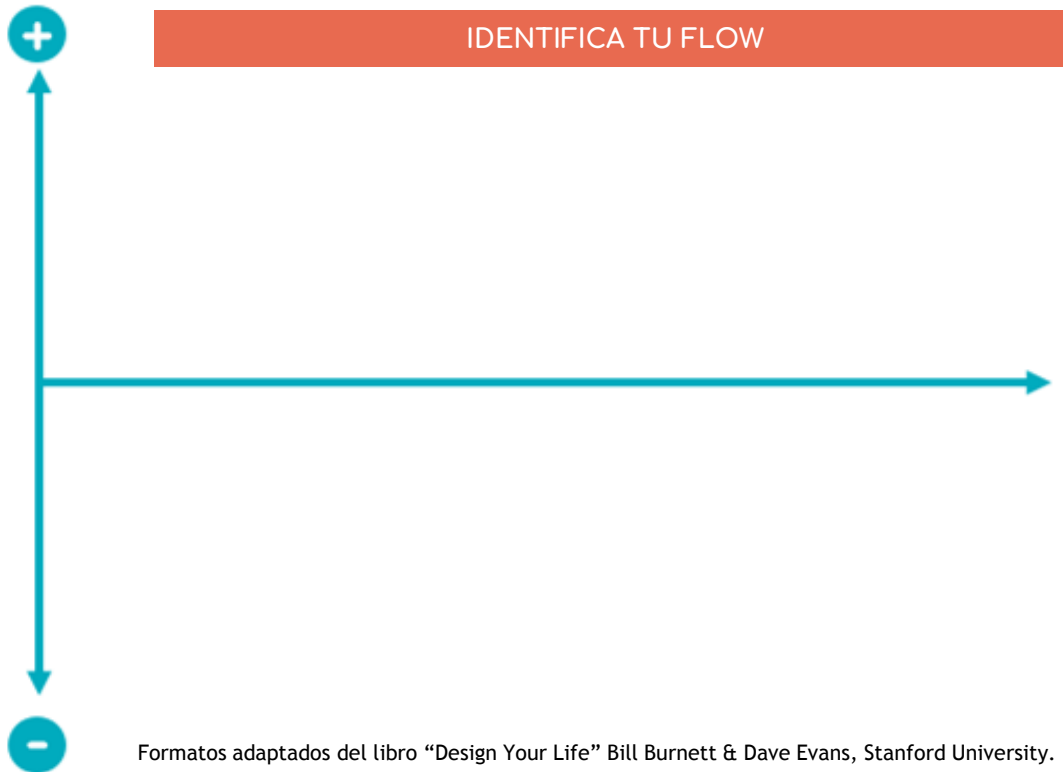 +
IDENTIFICA TU FLOW
-
Formatos adaptados del libro “Design Your Life” Bill Burnett & Dave Evans, Stanford University.